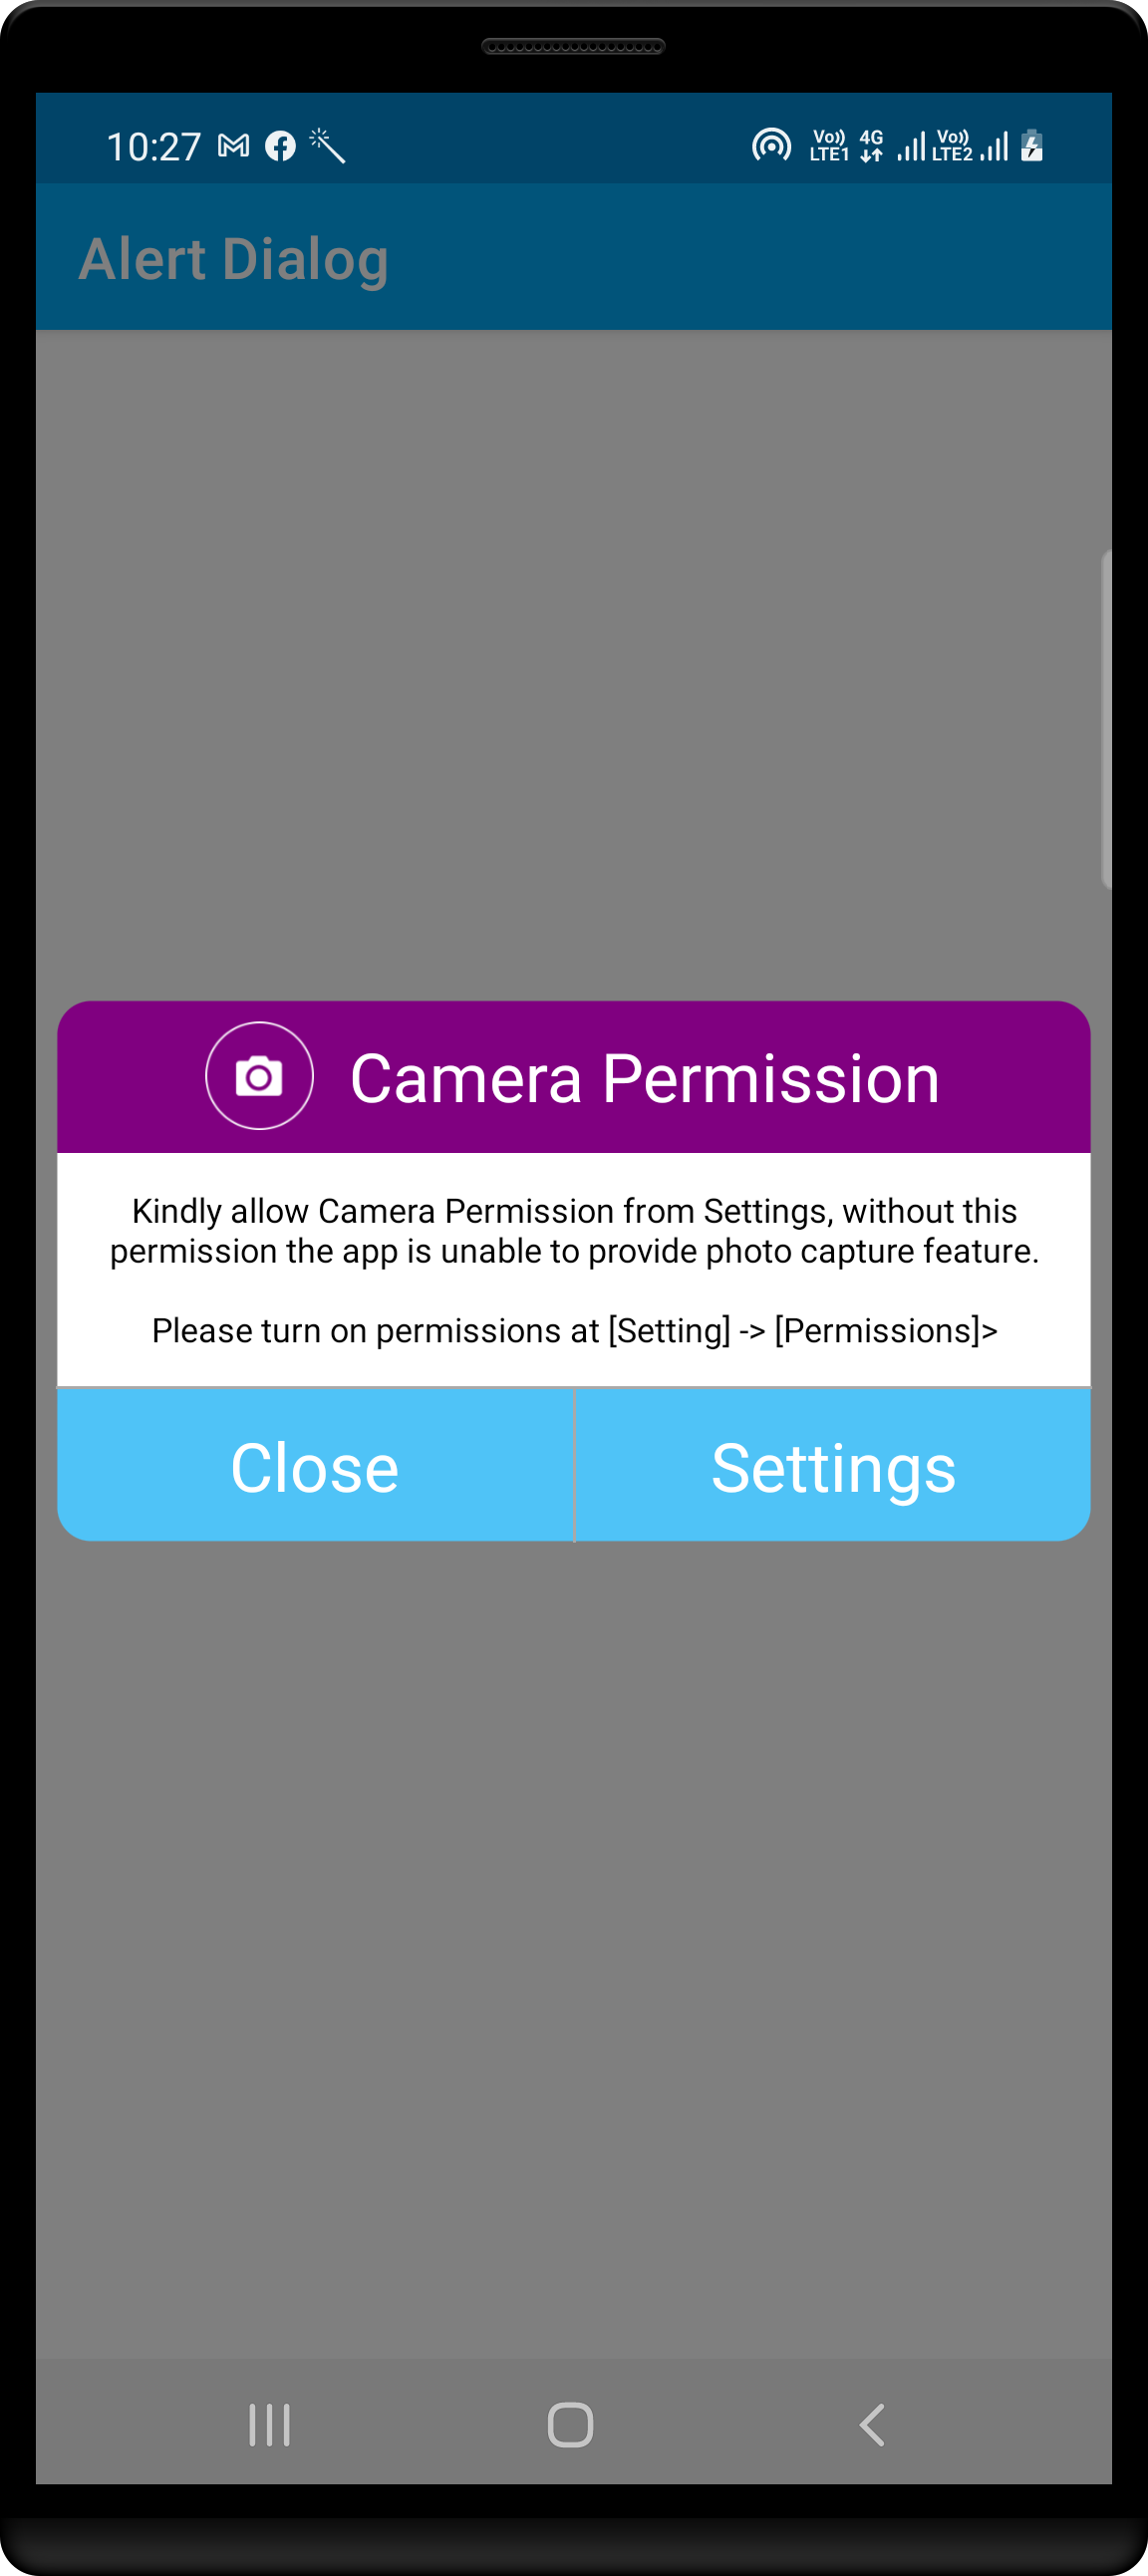 10:27 Vo)) LTE1 4G Vo)) LTE2
Alert Dialog
Camera Permission
Kindly allow Camera Permission from Settings, without this
permission the app is unable to provide photo capture feature.
Please turn on permissions at [Setting] -> [Permissions]>
Close Settings